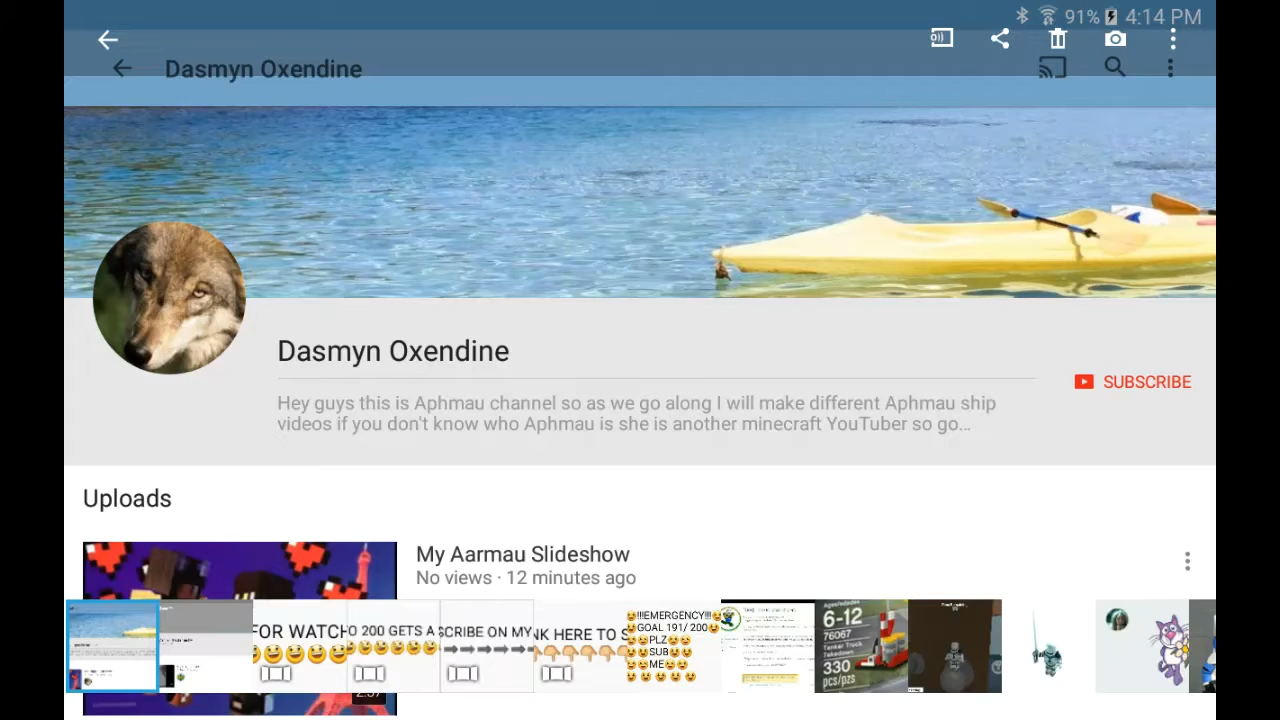 91% 4:14 PM
Dasmyn Oxendine
Dasmyn Oxendine
SUBSCRIBE
Hey guys this is Aphmau channel so as we go along I will make different Aphmau ship
videos if you don't know who Aphmau is she is another minecraft YouTuber so go...
Uploads
My Aarmau Slideshow
No views · 12 minutes ago
FOR WATCH
O 200 GETS A
SCRIBE ON MY
NK HERE TO S
!!!EMERGENCY!!!
GOAL 191/200
PLZ
SUB
ME
6-12
76067
Tanker Truck
Takedown
330
pcs/pzs
2:37